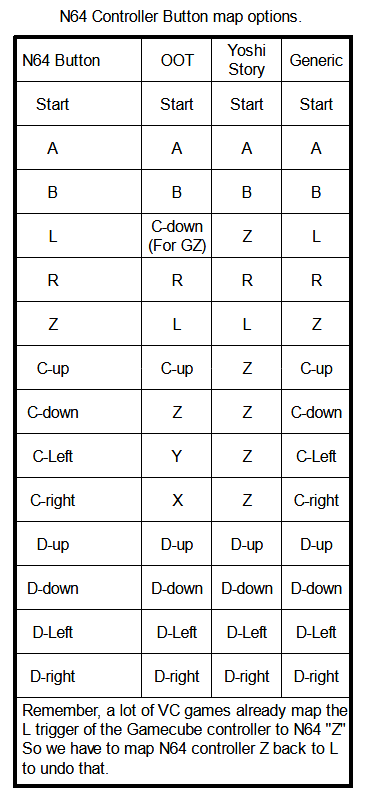 N64 Controller Button map options.
N64 Button OOT Yoshi Story Generic
Start Start Start Start
A A A A
B B B B
L C-down (For GZ) Z L
R R R R
Z L L Z
C-up C-up Z C-up
C-down Z Z C-down
C-Left Y Z C-Left
C-right X Z C-right
D-up D-up D-up D-up
D-down D-down D-down D-down
D-Left D-Left D-Left D-Left
D-right D-right D-right D-right
Remember, a lot of VC games already map the
L trigger of the Gamecube controller to N64 "Z"
So we have to map N64 controller Z back to L
to undo that.